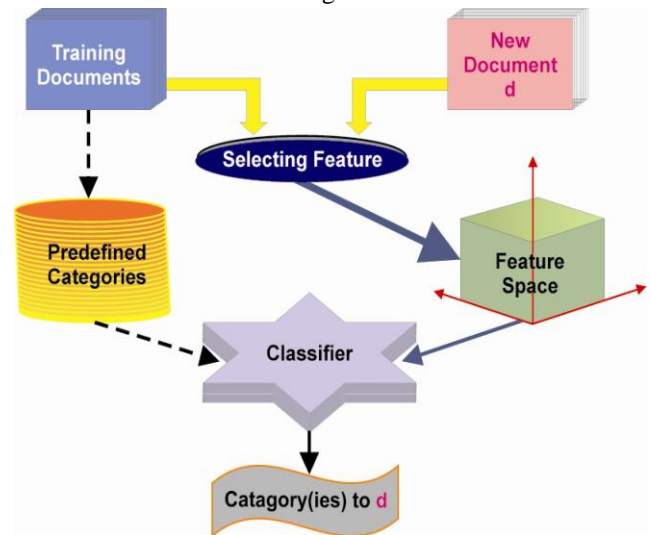 Training
Documents
New
Document
d
Selecting Feature
Predefined
Categories
Feature
Space
Classifier
Catagory(ies) to d